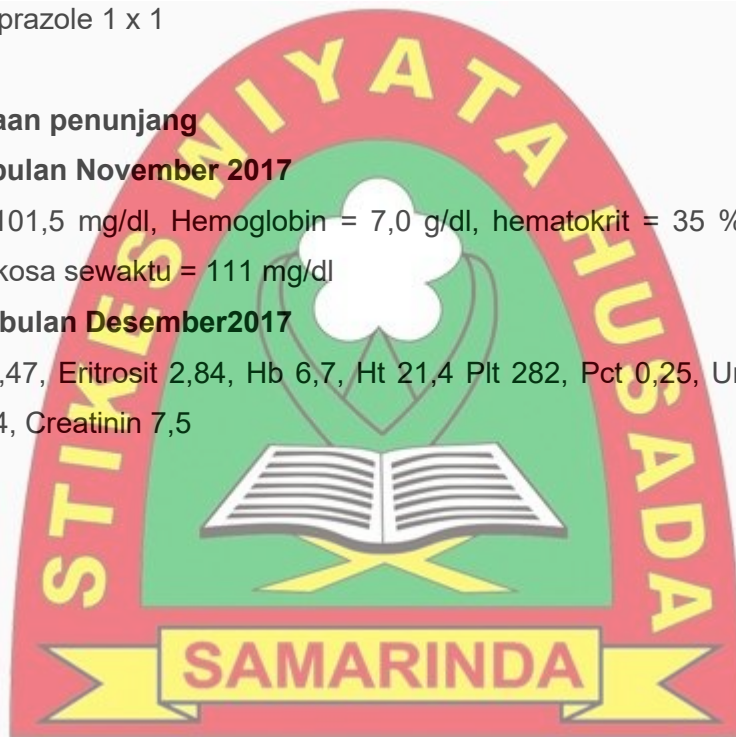 prazole 1 x 1
aan penunjang
bulan November 2017
101,5 mg/dl, Hemoglobin = 7,0 g/dl, hematokrit = 35 %
kosa sewaktu = 111 mg/dl
bulan Desember2017
,47, Eritrosit 2,84, Hb 6,7, Ht 21,4 Plt 282, Pct 0,25, Ur
4, Creatinin 7,5
STIKES WIYATA HUSADA
SAMARINDA